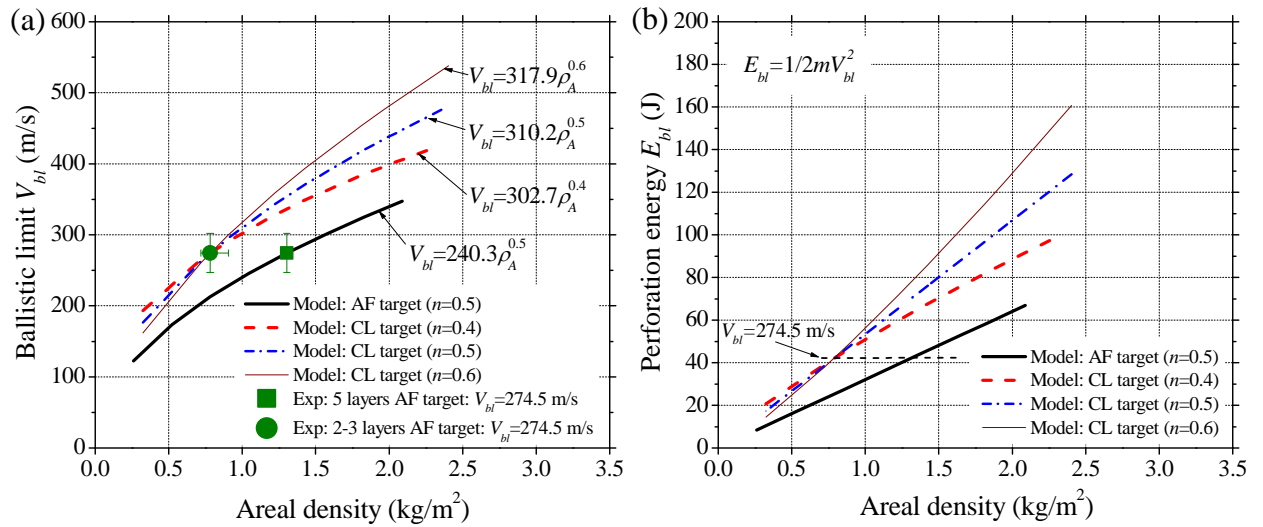 (a)
600
500
400
300
200
100
0
0.0 0.5 1.0 1.5 2.0 2.5 3.0 3.5
Ballistic limit V_bl (m/s)
Areal density (kg/m²)
V_bl=317.9ρ_A^0.6
V_bl=310.2ρ_A^0.5
V_bl=302.7ρ_A^0.4
V_bl=240.3ρ_A^0.5
Model: AF target (n=0.5)
Model: CL target (n=0.4)
Model: CL target (n=0.5)
Model: CL target (n=0.6)
Exp: 5 layers AF target: V_bl=274.5 m/s
Exp: 2-3 layers AF target: V_bl=274.5 m/s
(b)
200
180
160
140
120
100
80
60
40
20
0
0.0 0.5 1.0 1.5 2.0 2.5 3.0 3.5
Perforation energy E_bl (J)
Areal density (kg/m²)
E_bl=1/2mV_bl^2
V_bl=274.5 m/s
Model: AF target (n=0.5)
Model: CL target (n=0.4)
Model: CL target (n=0.5)
Model: CL target (n=0.6)